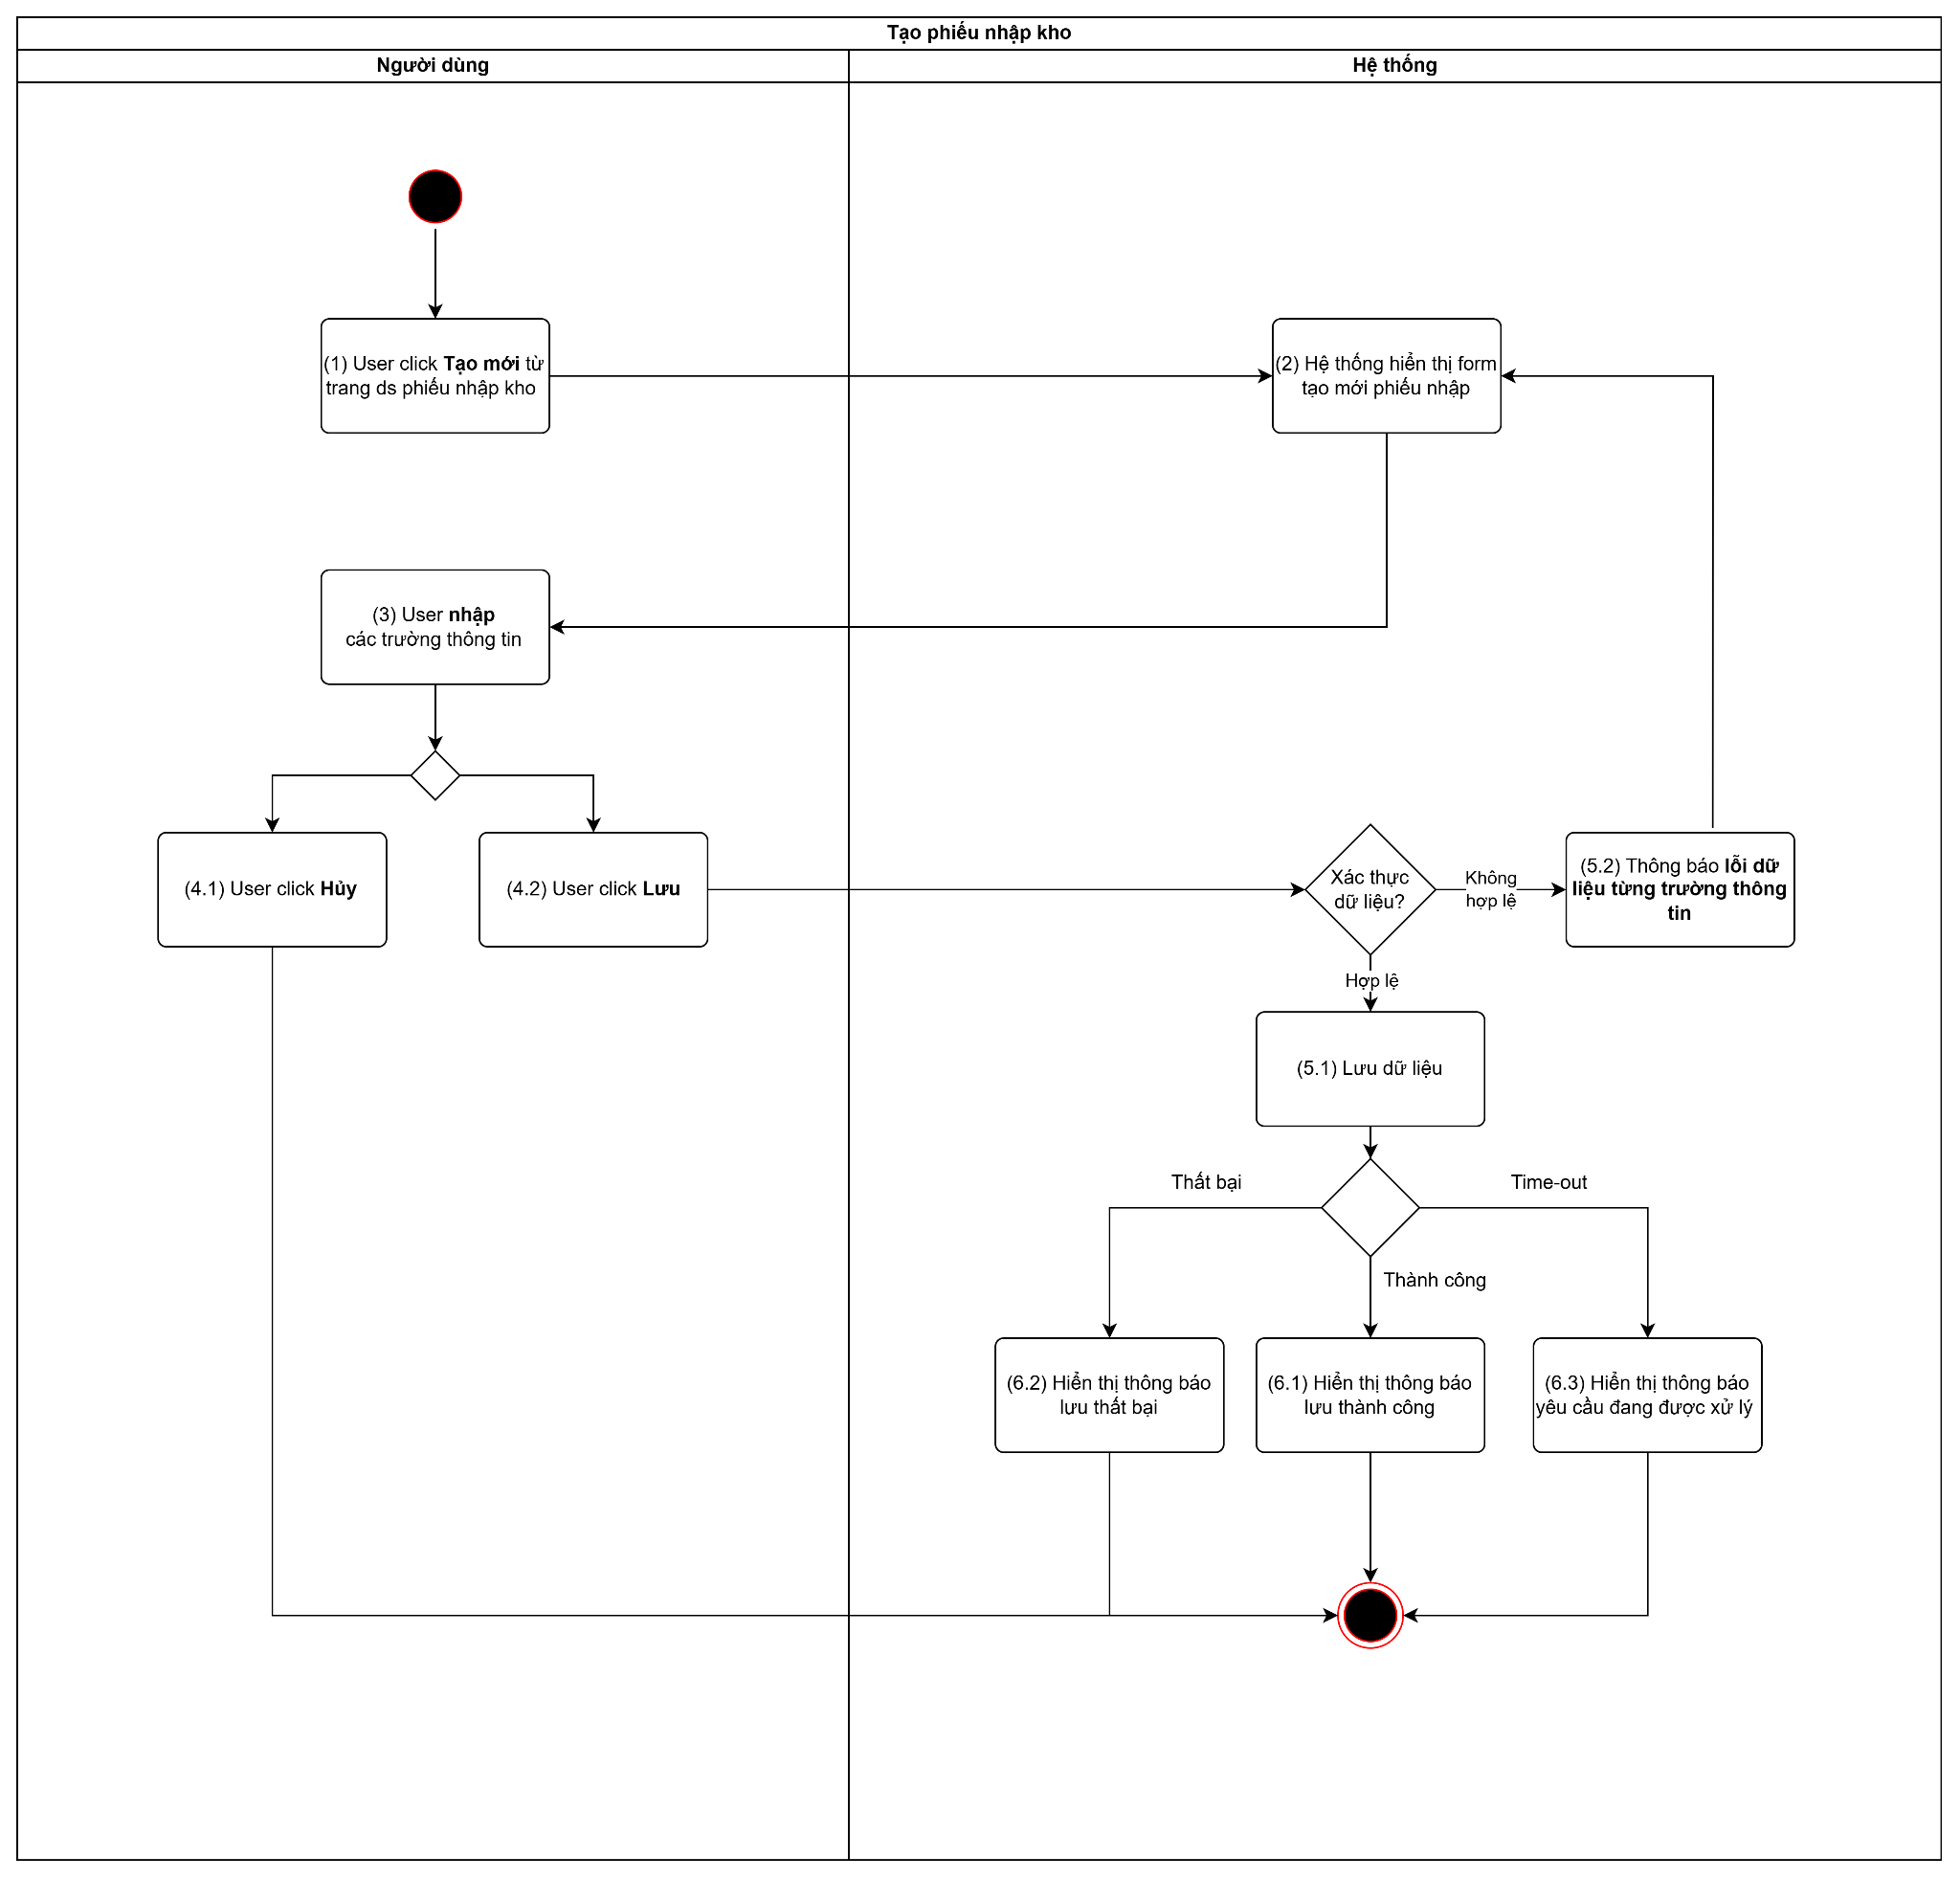 Tạo phiếu nhập kho
Người dùng
Hệ thống
(1) User click Tạo mới từ
trang ds phiếu nhập kho
(2) Hệ thống hiển thị form
tạo mới phiếu nhập
(3) User nhập
các trường thông tin
(4.1) User click Hủy
(4.2) User click Lưu
Xác thực
dữ liệu?
Không
hợp lệ
(5.2) Thông báo lỗi dữ
liệu từng trường thông
tin
Hợp lệ
(5.1) Lưu dữ liệu
Thất bại
Time-out
Thành công
(6.2) Hiển thị thông báo
lưu thất bại
(6.1) Hiển thị thông báo
lưu thành công
(6.3) Hiển thị thông báo
yêu cầu đang được xử lý